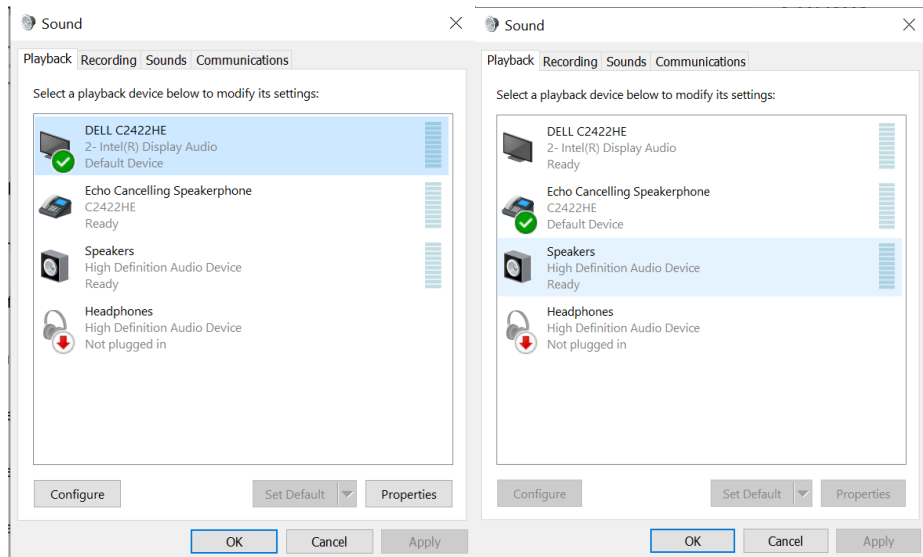 Sound
Playback Recording Sounds Communications
Select a playback device below to modify its settings:
DELL C2422HE
2- Intel(R) Display Audio
Default Device
Echo Cancelling Speakerphone
C2422HE
Ready
Speakers
High Definition Audio Device
Ready
Headphones
High Definition Audio Device
Not plugged in
Configure Set Default Properties
OK Cancel Apply
Sound
Playback Recording Sounds Communications
Select a playback device below to modify its settings:
DELL C2422HE
2- Intel(R) Display Audio
Ready
Echo Cancelling Speakerphone
C2422HE
Default Device
Speakers
High Definition Audio Device
Ready
Headphones
High Definition Audio Device
Not plugged in
Configure Set Default Properties
OK Cancel Apply